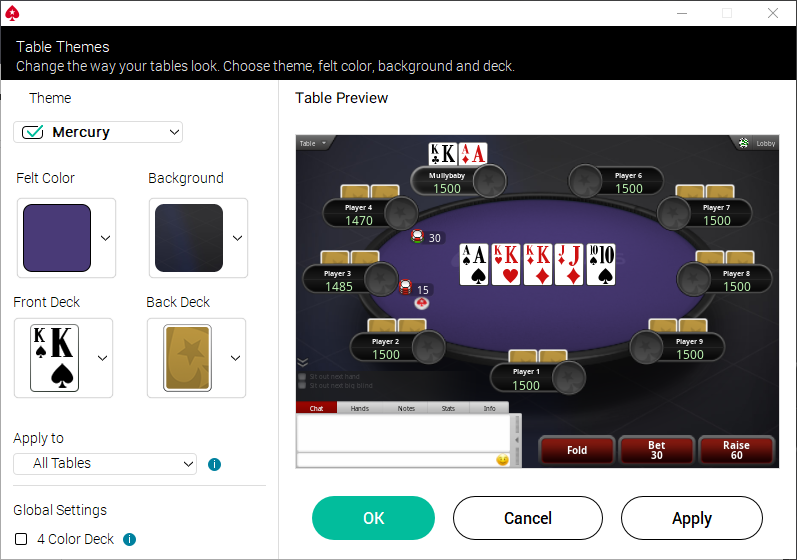 Table Themes
Change the way your tables look. Choose theme, felt color, background and deck.
Theme
Mercury
Felt Color
Background
Front Deck
Back Deck
K K
Apply to
All Tables
i
Global Settings
4 Color Deck
i
Table Preview
Table
Lobby
K K A A
Mullybaby
1500
Player 6
1500
Player 4
1470
Player 7
1500
30
A A K K K K J J 10 10
Player 3
1485
Player 8
1500
15
Player 2
1500
Player 9
1500
Player 1
1500
Sit out next hand
Sit out next big blind
Chat Hands Notes Stats Info
Fold
Bet
30
Raise
60
OK
Cancel
Apply